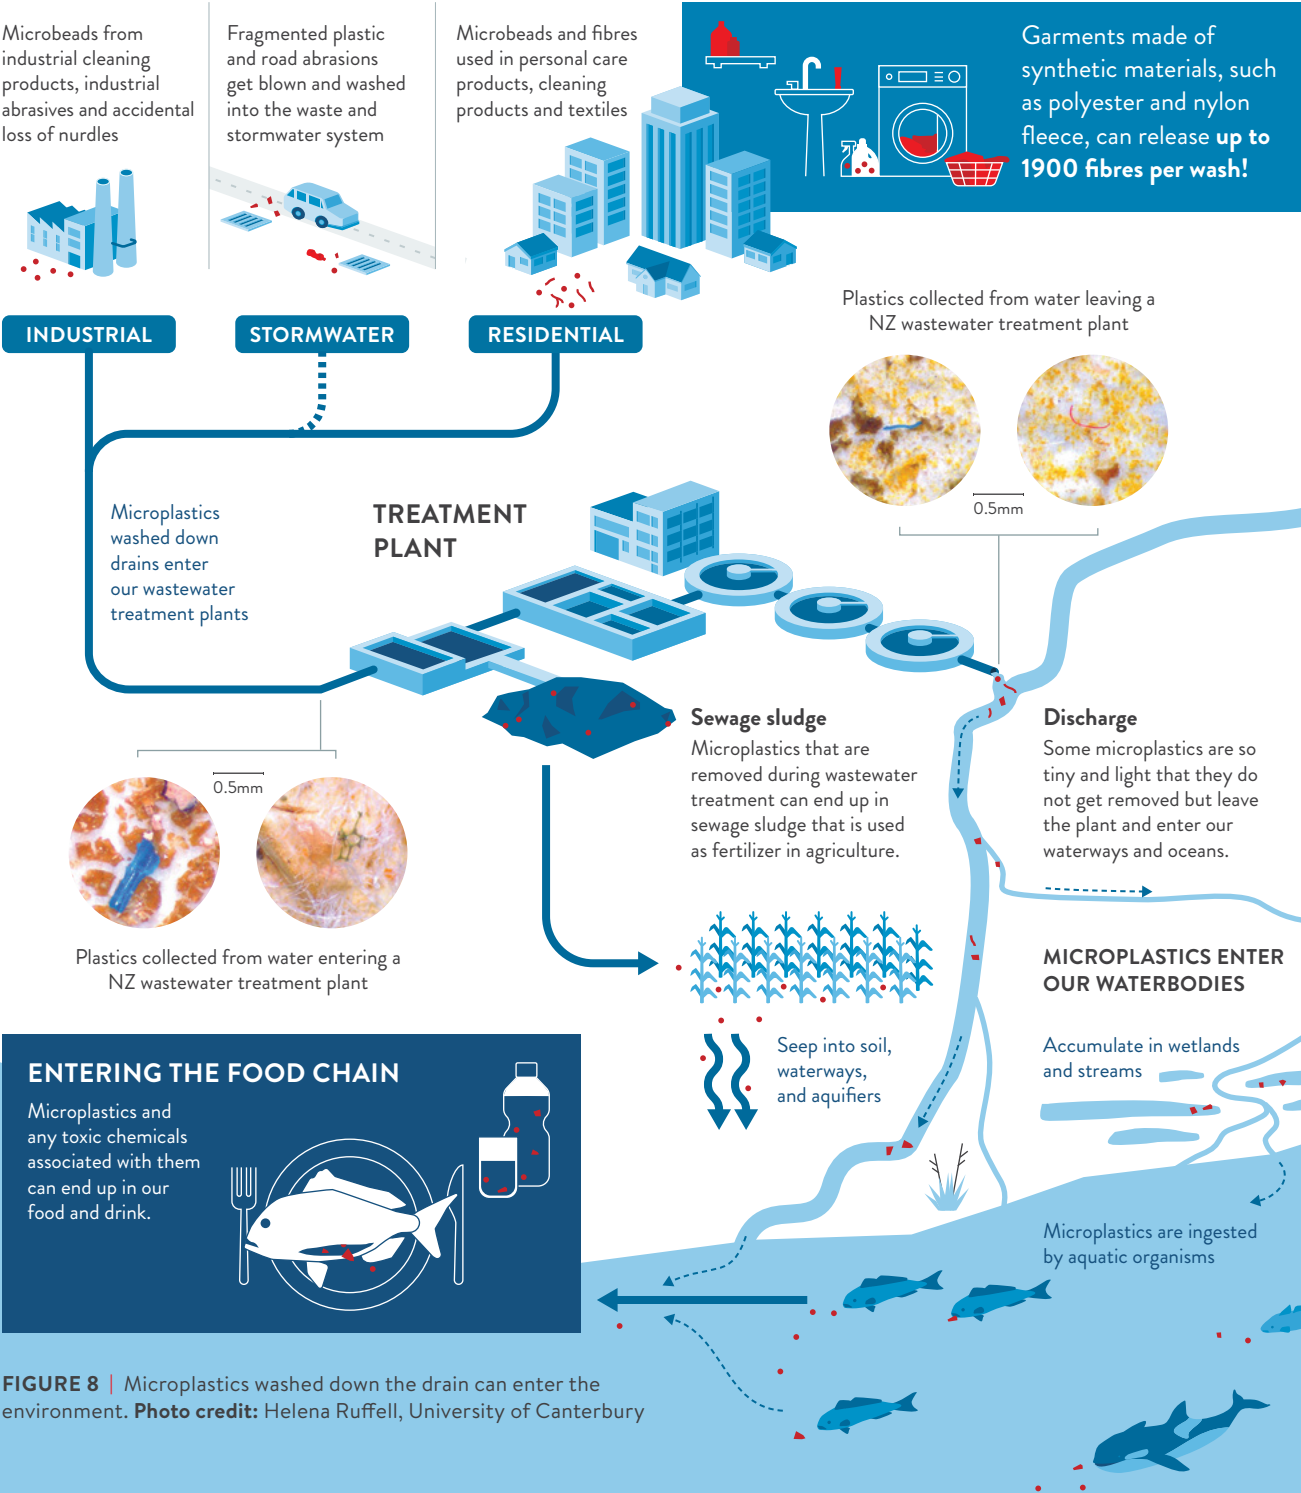 Microbeads from
industrial cleaning
products, industrial
abrasives and accidental
loss of nurdles
Fragmented plastic
and road abrasions
get blown and washed
into the waste and
stormwater system
Microbeads and fibres
used in personal care
products, cleaning
products and textiles
Garments made of
synthetic materials, such
as polyester and nylon
fleece, can release up to
1900 fibres per wash!
INDUSTRIAL
STORMWATER
RESIDENTIAL
Plastics collected from water leaving a
NZ wastewater treatment plant
0.5mm
Microplastics
washed down
drains enter
our wastewater
treatment plants
TREATMENT
PLANT
Sewage sludge
Microplastics that are
removed during wastewater
treatment can end up in
sewage sludge that is used
as fertilizer in agriculture.
Discharge
Some microplastics are so
tiny and light that they do
not get removed but leave
the plant and enter our
waterways and oceans.
0.5mm
Plastics collected from water entering a
NZ wastewater treatment plant
MICROPLASTICS ENTER
OUR WATERBODIES
Seep into soil,
waterways,
and aquifiers
Accumulate in wetlands
and streams
ENTERING THE FOOD CHAIN
Microplastics and
any toxic chemicals
associated with them
can end up in our
food and drink.
Microplastics are ingested
by aquatic organisms
FIGURE 8 | Microplastics washed down the drain can enter the
environment. Photo credit: Helena Ruffell, University of Canterbury